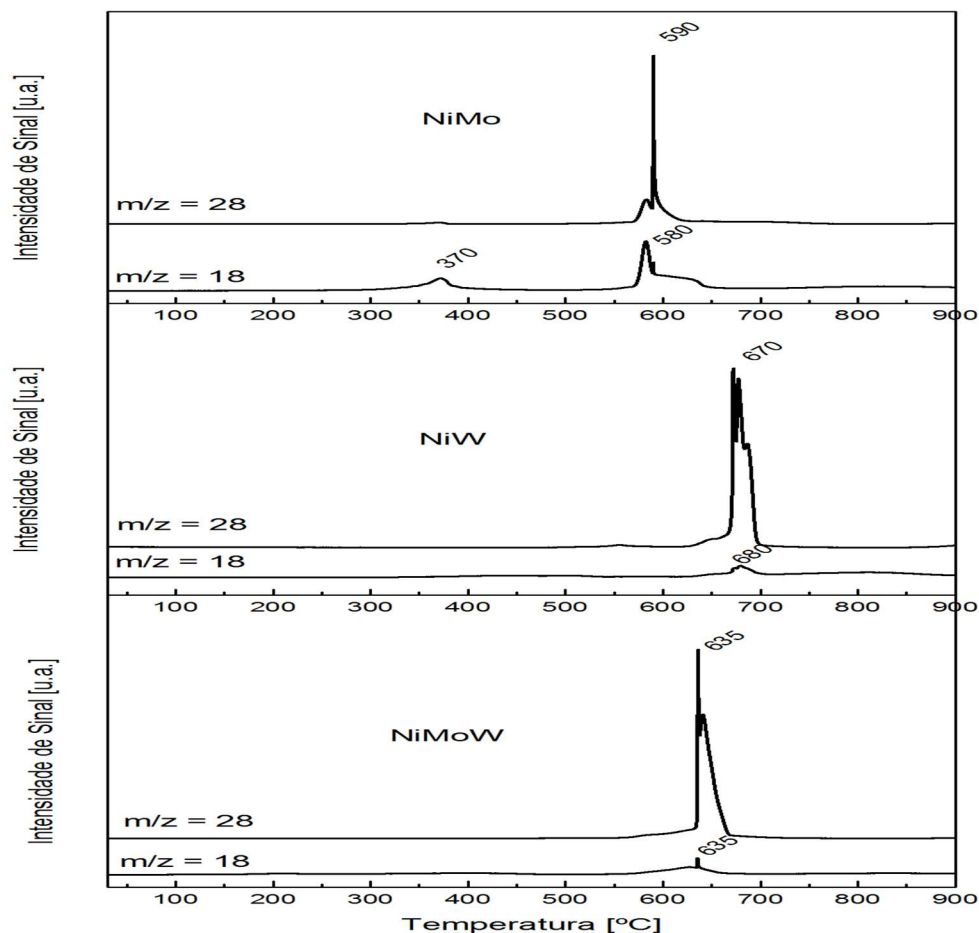 590
Intensidade de Sinal [u.a.]
NiMo
m/z = 28
370
580
m/z = 18
100 200 300 400 500 600 700 800 900
670
Intensidade de Sinal [u.a.]
NiW
m/z = 28
m/z = 18
680
100 200 300 400 500 600 700 800 900
635
Intensidade de Sinal [u.a.]
NiMoW
m/z = 28
m/z = 18
635
100 200 300 400 500 600 700 800 900
Temperatura [ºC]